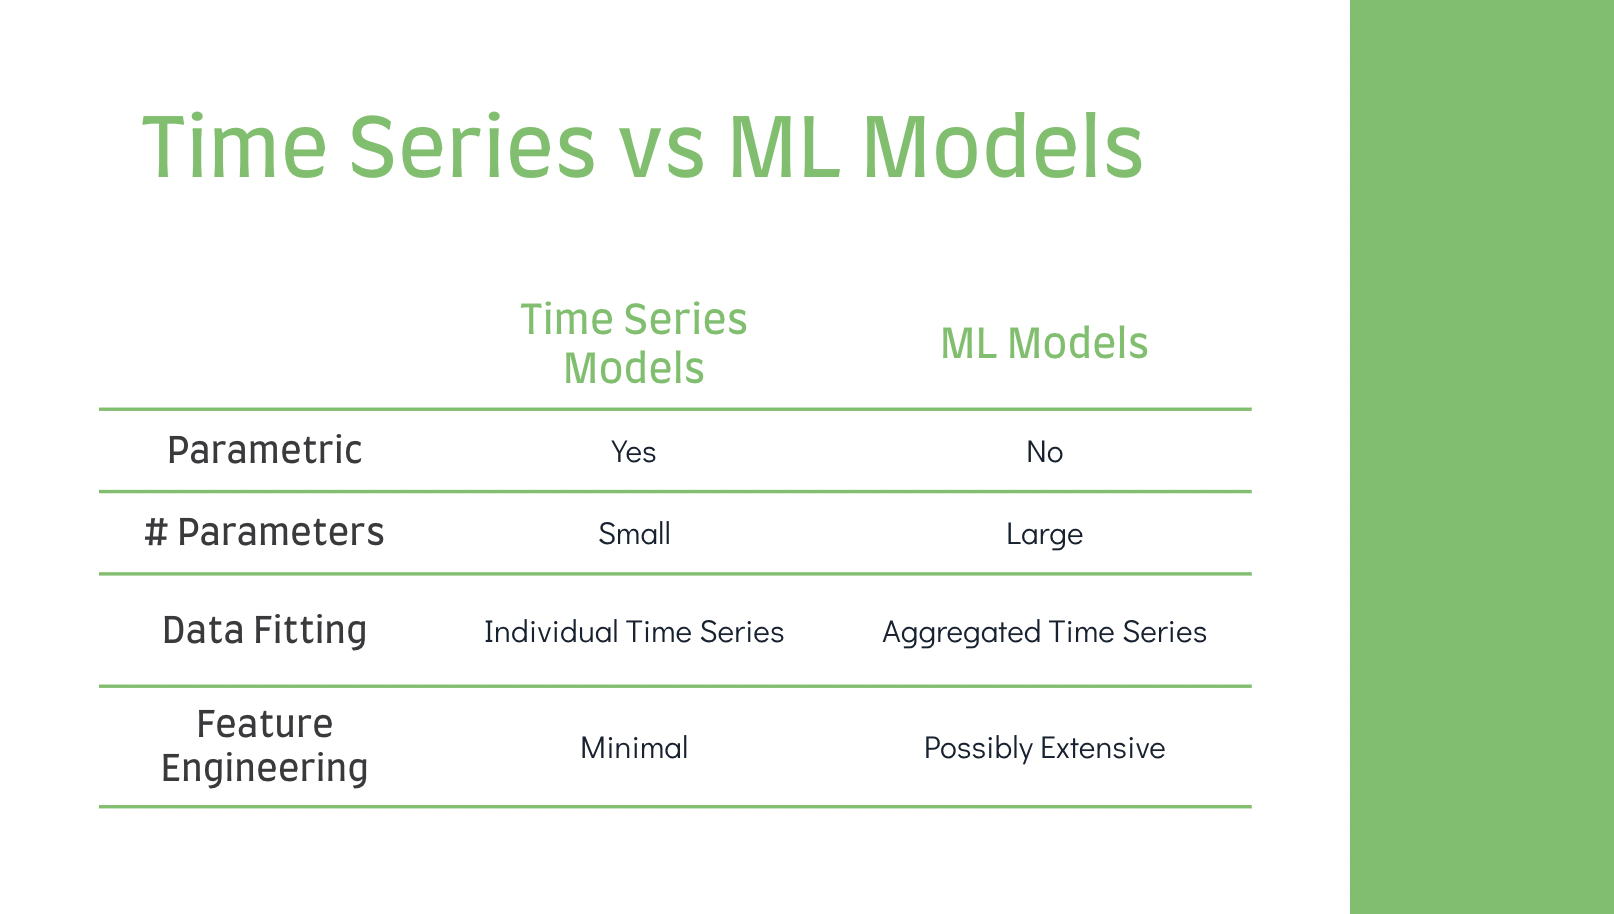 Time Series vs ML Models
Time Series
Models
ML Models
Parametric Yes No
# Parameters Small Large
Data Fitting Individual Time Series Aggregated Time Series
Feature
Engineering
Minimal Possibly Extensive